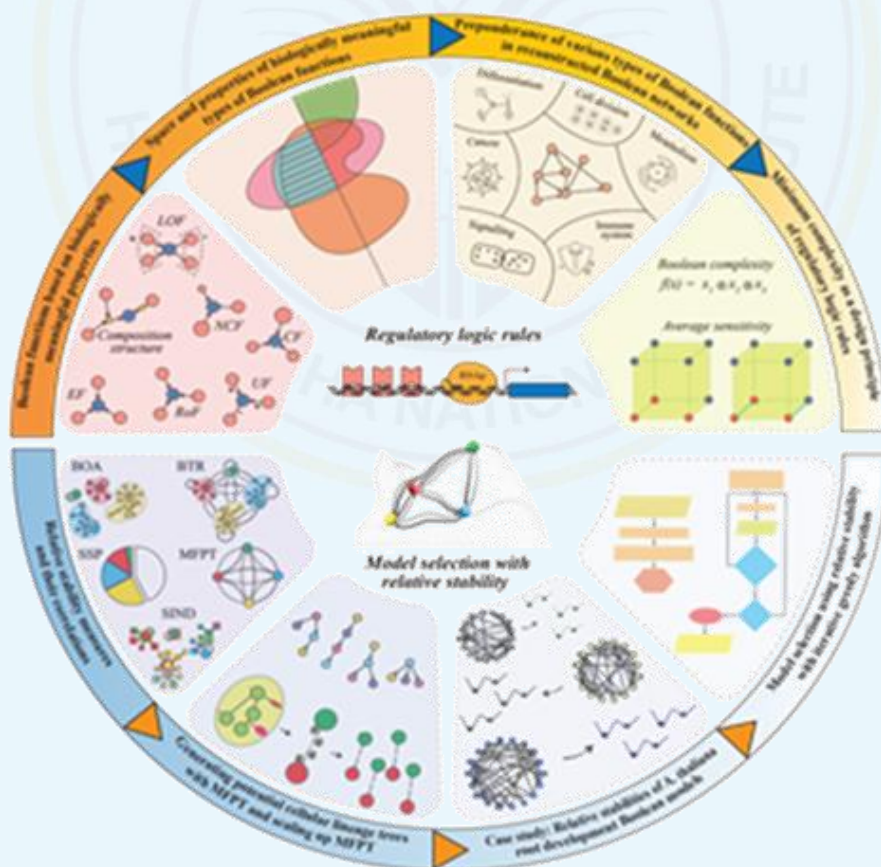 Boolean functions based on biologically
meaningful properties
Space and properties of biologically meaningful
types of Boolean functions
Preponderance of various types of Boolean functions
in reconstructed Boolean networks
Minimum complexity as a design principle
of regulatory logic rules
LOF
Composition
structure
NCF
CF
EF
RoF
UF
Differentiation
Cell division
Cancer
Metabolism
Signalling
Immune
system
Boolean complexity
Average sensitivity
Regulatory logic rules
RNAp
Model selection with
relative stability
BOA
BTR
SSP
MFPT
SIND
Relative stability measures
and their correlations
Generating potential cellular lineage trees
with MFPT and scaling up MFPT
Case study: Relative stabilities of A. thaliana
root development Boolean models
Model selection using relative stability
with iterative greedy algorithm
HA NATION
UTE